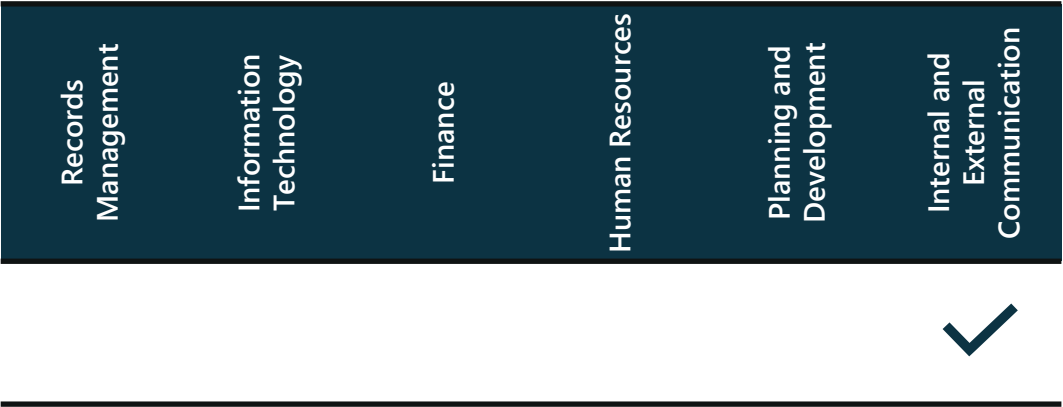 Records
Management
Information
Technology
Finance
Human Resources
Planning and
Development
Internal and
External
Communication